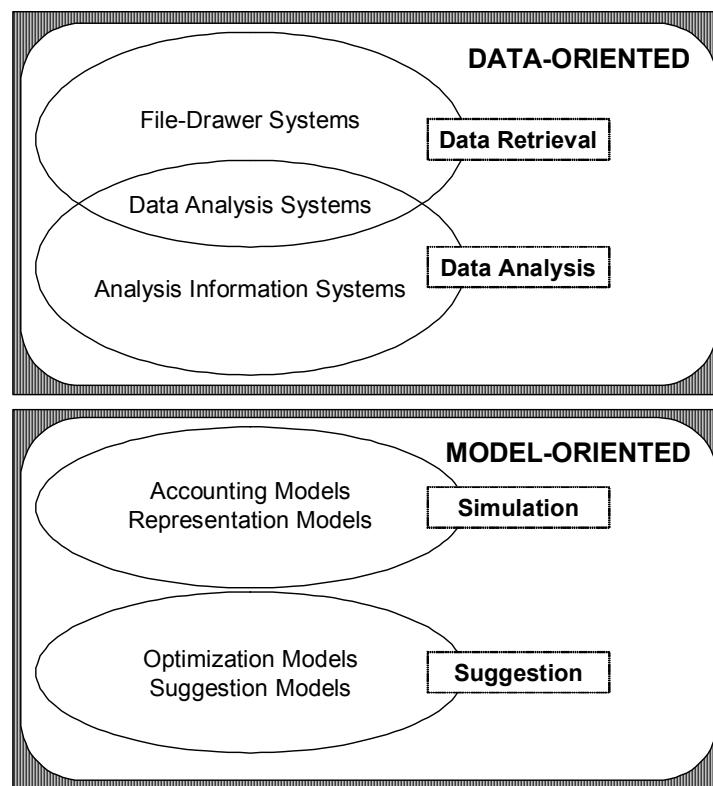 DATA-ORIENTED
File-Drawer Systems
Data Retrieval
Data Analysis Systems
Data Analysis
Analysis Information Systems
MODEL-ORIENTED
Accounting Models
Representation Models
Simulation
Optimization Models
Suggestion Models
Suggestion